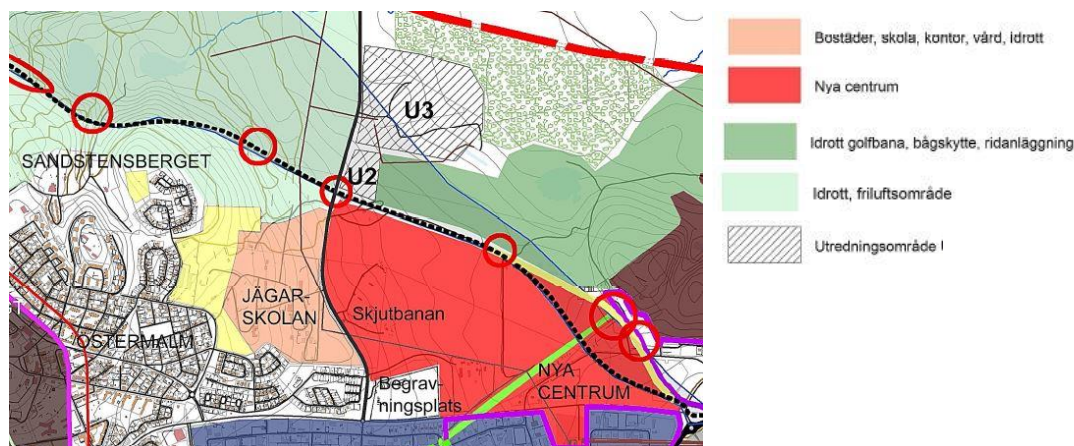 U3
SANDSTENSBERGET
U2
JÄGAR-
SKOLAN
Skjutbanan
ÖSTERMALM
NYA
CENTRUM
Begrav-
ningsplats
Bostäder, skola, kontor, vård, idrott
Nya centrum
Idrott golfbana, bågskytte, ridanläggning
Idrott, friluftsområde
Utredningsområde I